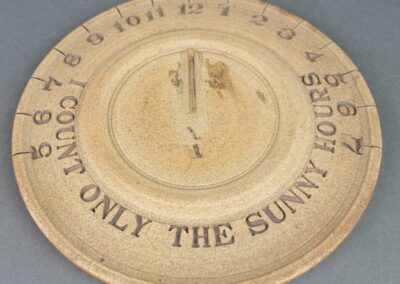 5 6 7 8 9 10 11 12 1 2 3 4 5 6 7
I COUNT ONLY THE SUNNY HOURS